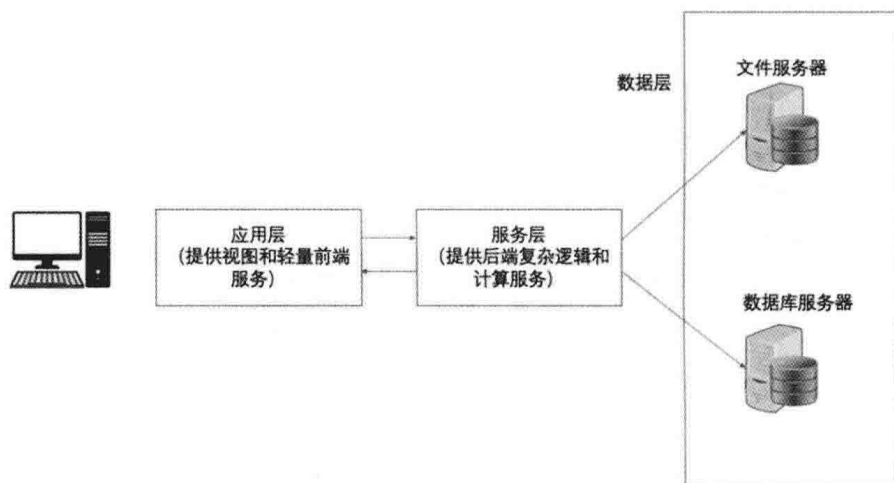 文件服务器
数据层
应用层
(提供视图和轻量前端
服务)
服务层
(提供后端复杂逻辑和
计算服务)
数据库服务器